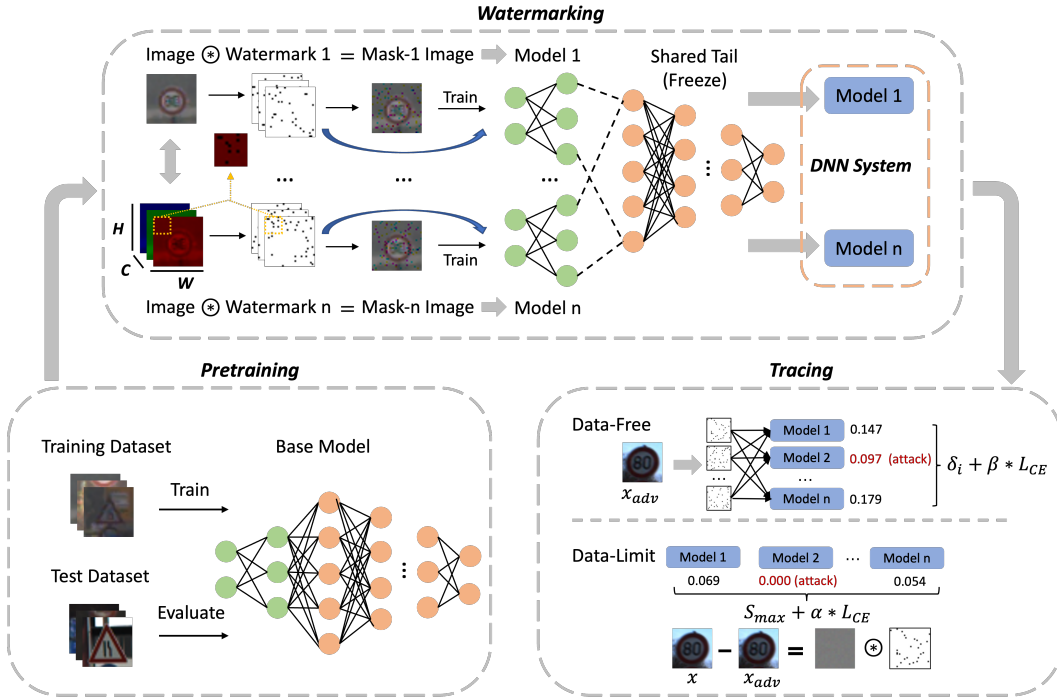 Watermarking
Image ⊛ Watermark 1 = Mask-1 Image
Model 1
Shared Tail
(Freeze)
Train
Model 1
DNN System
...
...
...
H
C
W
Train
Model n
Image ⊛ Watermark n = Mask-n Image
Model n
Pretraining
Training Dataset
Base Model
Train
Test Dataset
Evaluate
...
Tracing
Data-Free
x_adv
Model 1 0.147
Model 2 0.097 (attack)
... ...
Model n 0.179
δ_i + β * L_CE
Data-Limit
Model 1 Model 2 ... Model n
0.069 0.000 (attack) 0.054
S_max + α * L_CE
80 − 80 = ⊛
x x_adv